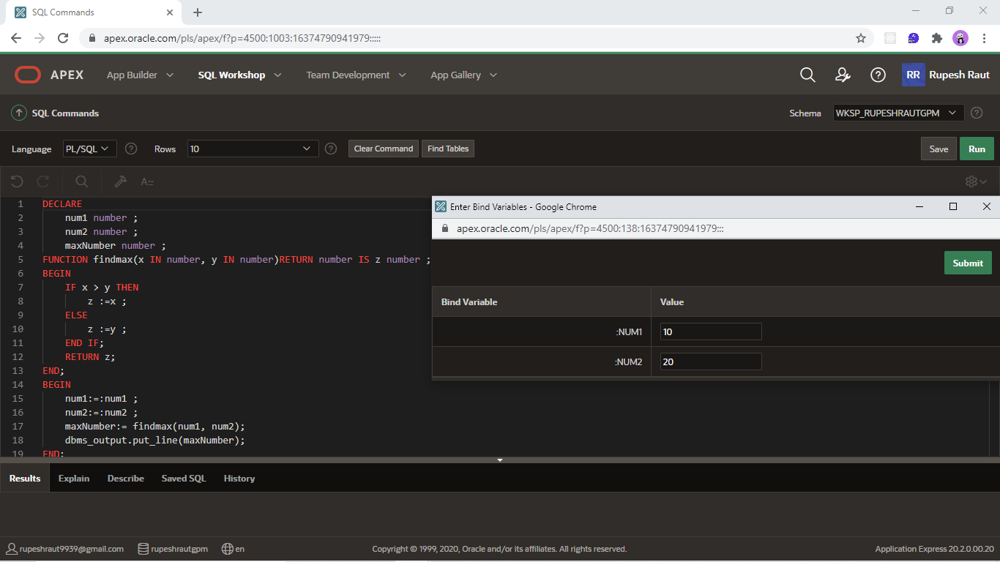 SQL Commands
apex.oracle.com/pls/apex/f?p=4500:1003:16374790941979:::::
APEX App Builder SQL Workshop Team Development App Gallery RR Rupesh Raut
SQL Commands Schema WKSP_RUPESHRAUTGPM
Language PL/SQL Rows 10 Clear Command Find Tables Save Run
A
1 DECLARE
2 num1 number ;
3 num2 number ;
4 maxNumber number ;
5 FUNCTION findmax(x IN number, y IN number)RETURN number IS z number ;
6 BEGIN
7 IF x > y THEN
8 z :=x ;
9 ELSE
10 z :=y ;
11 END IF;
12 RETURN z;
13 END;
14 BEGIN
15 num1:=:num1 ;
16 num2:=:num2 ;
17 maxNumber:= findmax(num1, num2);
18 dbms_output.put_line(maxNumber);
19 END;
Enter Bind Variables - Google Chrome
apex.oracle.com/pls/apex/f?p=4500:138:16374790941979:::
Submit
Bind Variable Value
:NUM1 10
:NUM2 20
Results Explain Describe Saved SQL History
rupeshraut9939@gmail.com rupeshrautgpm en Copyright © 1999, 2020, Oracle and/or its affiliates. All rights reserved. Application Express 20.2.0.00.20